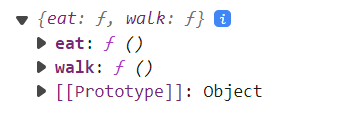 {eat: ƒ, walk: ƒ} i
eat: ƒ ()
walk: ƒ ()
[[Prototype]]: Object